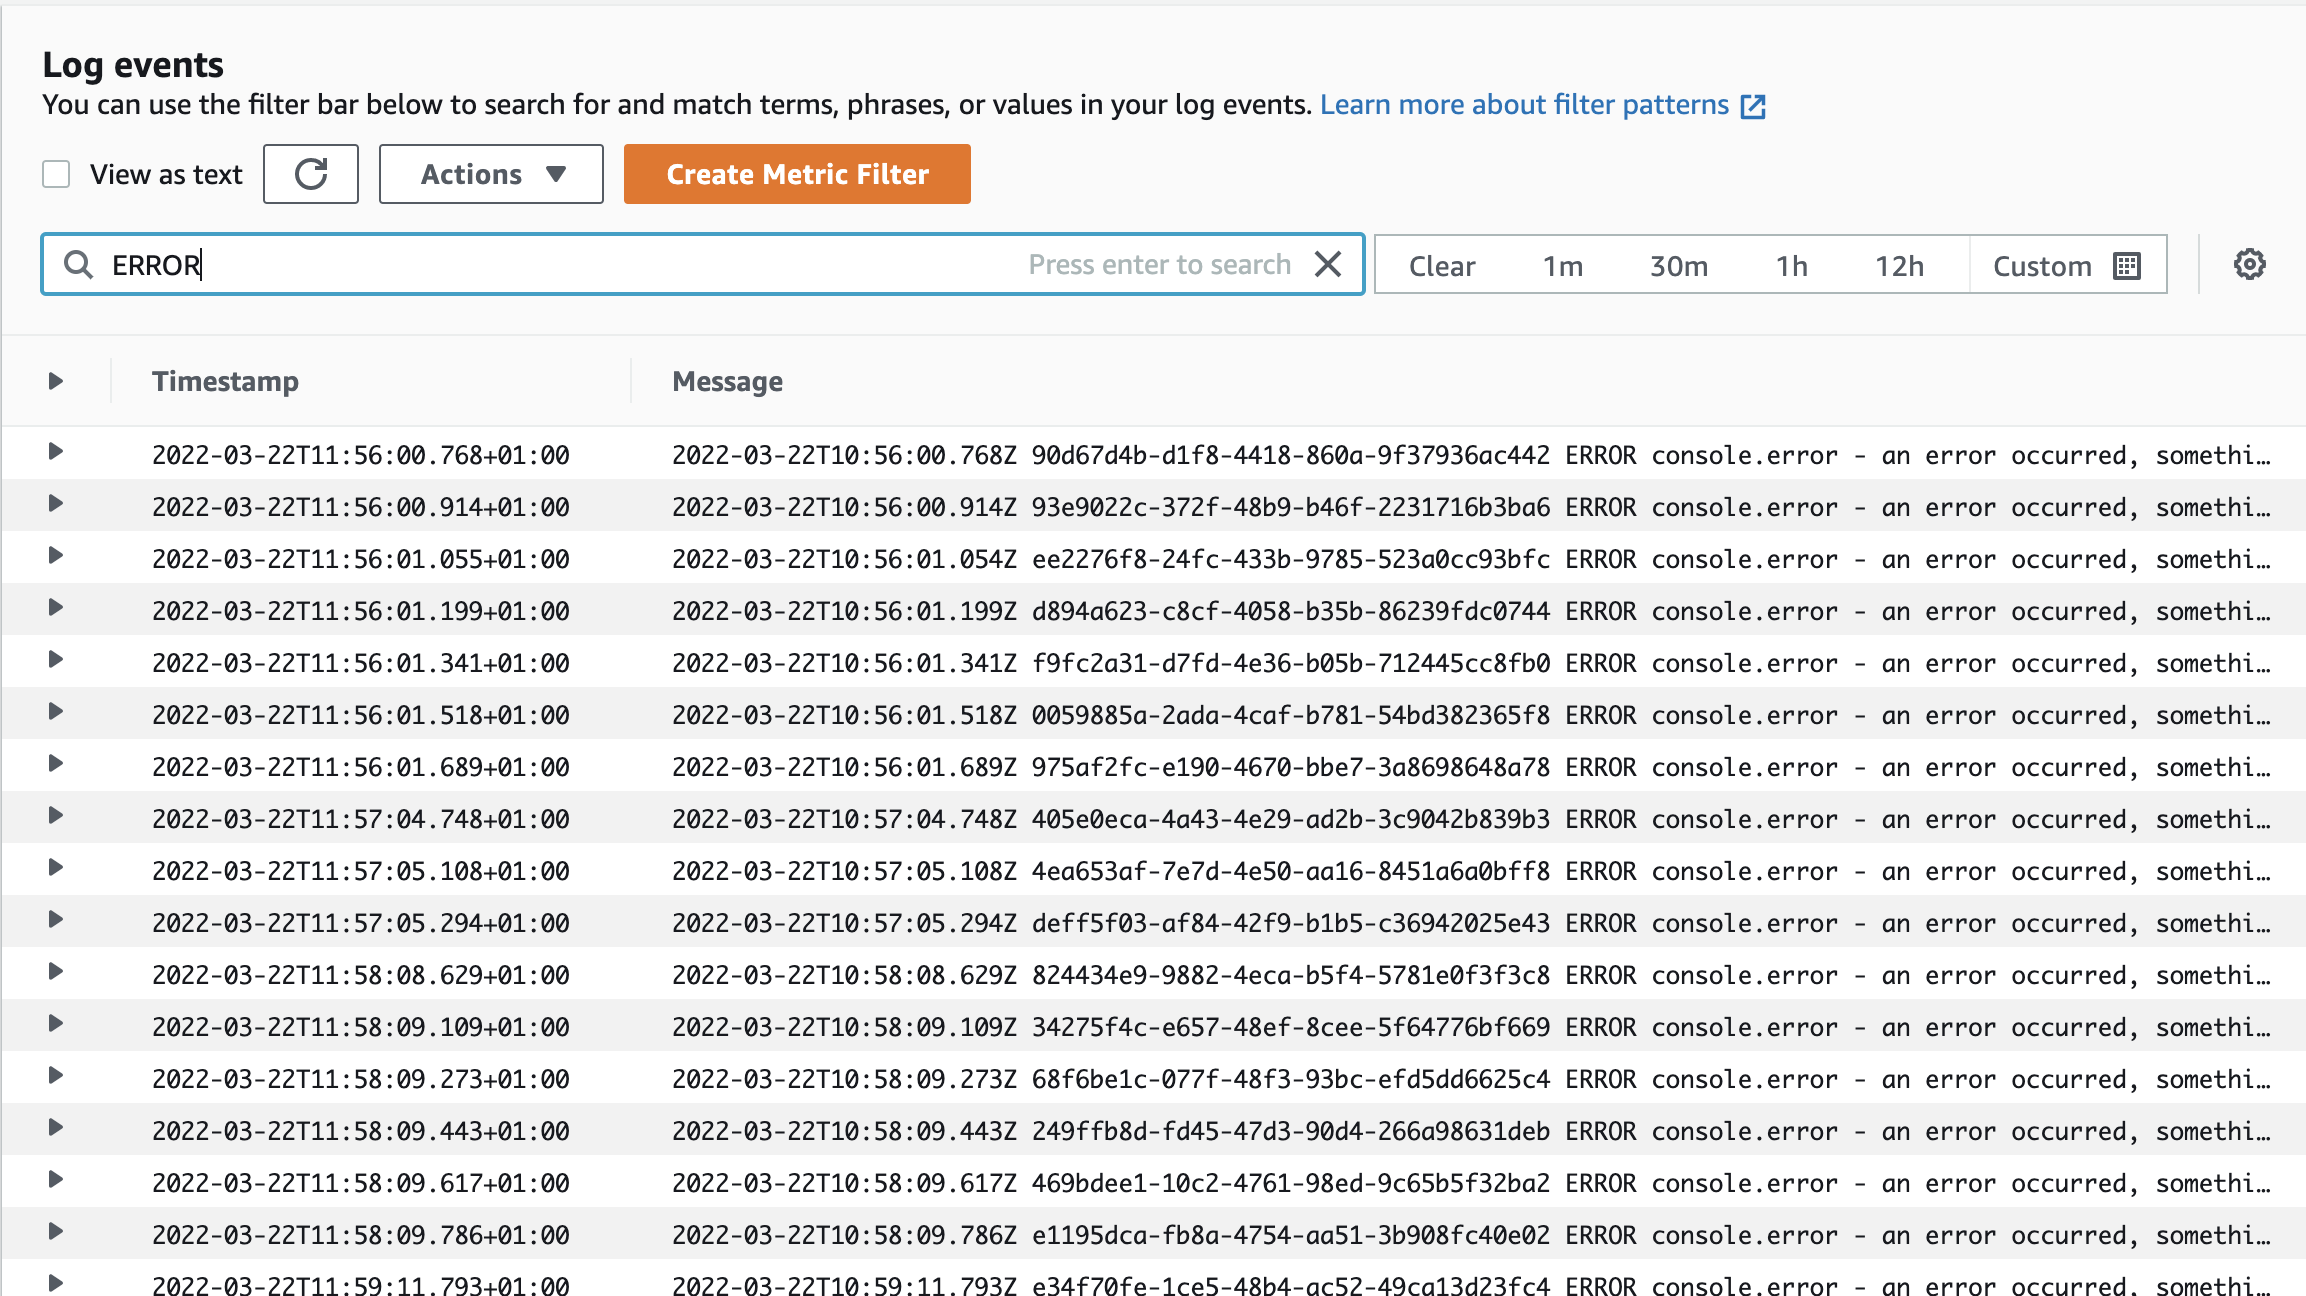 Log events
You can use the filter bar below to search for and match terms, phrases, or values in your log events. Learn more about filter patterns
View as text Actions Create Metric Filter
ERROR Press enter to search Clear 1m 30m 1h 12h Custom
Timestamp Message
2022-03-22T11:56:00.768+01:00 2022-03-22T10:56:00.768Z 90d67d4b-d1f8-4418-860a-9f37936ac442 ERROR console.error - an error occurred, somethi…
2022-03-22T11:56:00.914+01:00 2022-03-22T10:56:00.914Z 93e9022c-372f-48b9-b46f-2231716b3ba6 ERROR console.error - an error occurred, somethi…
2022-03-22T11:56:01.055+01:00 2022-03-22T10:56:01.054Z ee2276f8-24fc-433b-9785-523a0cc93bfc ERROR console.error - an error occurred, somethi…
2022-03-22T11:56:01.199+01:00 2022-03-22T10:56:01.199Z d894a623-c8cf-4058-b35b-86239fdc0744 ERROR console.error - an error occurred, somethi…
2022-03-22T11:56:01.341+01:00 2022-03-22T10:56:01.341Z f9fc2a31-d7fd-4e36-b05b-712445cc8fb0 ERROR console.error - an error occurred, somethi…
2022-03-22T11:56:01.518+01:00 2022-03-22T10:56:01.518Z 0059885a-2ada-4caf-b781-54bd382365f8 ERROR console.error - an error occurred, somethi…
2022-03-22T11:56:01.689+01:00 2022-03-22T10:56:01.689Z 975af2fc-e190-4670-bbe7-3a8698648a78 ERROR console.error - an error occurred, somethi…
2022-03-22T11:57:04.748+01:00 2022-03-22T10:57:04.748Z 405e0eca-4a43-4e29-ad2b-3c9042b839b3 ERROR console.error - an error occurred, somethi…
2022-03-22T11:57:05.108+01:00 2022-03-22T10:57:05.108Z 4ea653af-7e7d-4e50-aa16-8451a6a0bff8 ERROR console.error - an error occurred, somethi…
2022-03-22T11:57:05.294+01:00 2022-03-22T10:57:05.294Z deff5f03-af84-42f9-b1b5-c36942025e43 ERROR console.error - an error occurred, somethi…
2022-03-22T11:58:08.629+01:00 2022-03-22T10:58:08.629Z 824434e9-9882-4eca-b5f4-5781e0f3f3c8 ERROR console.error - an error occurred, somethi…
2022-03-22T11:58:09.109+01:00 2022-03-22T10:58:09.109Z 34275f4c-e657-48ef-8cee-5f64776bf669 ERROR console.error - an error occurred, somethi…
2022-03-22T11:58:09.273+01:00 2022-03-22T10:58:09.273Z 68f6be1c-077f-48f3-93bc-efd5dd6625c4 ERROR console.error - an error occurred, somethi…
2022-03-22T11:58:09.443+01:00 2022-03-22T10:58:09.443Z 249ffb8d-fd45-47d3-90d4-266a98631deb ERROR console.error - an error occurred, somethi…
2022-03-22T11:58:09.617+01:00 2022-03-22T10:58:09.617Z 469bdee1-10c2-4761-98ed-9c65b5f32ba2 ERROR console.error - an error occurred, somethi…
2022-03-22T11:58:09.786+01:00 2022-03-22T10:58:09.786Z e1195dca-fb8a-4754-aa51-3b908fc40e02 ERROR console.error - an error occurred, somethi…
2022-03-22T11:59:11.793+01:00 2022-03-22T10:59:11.793Z e34f70fe-1ce5-48b4-ac52-49ca13d23fc4 ERROR console.error - an error occurred, somethi…